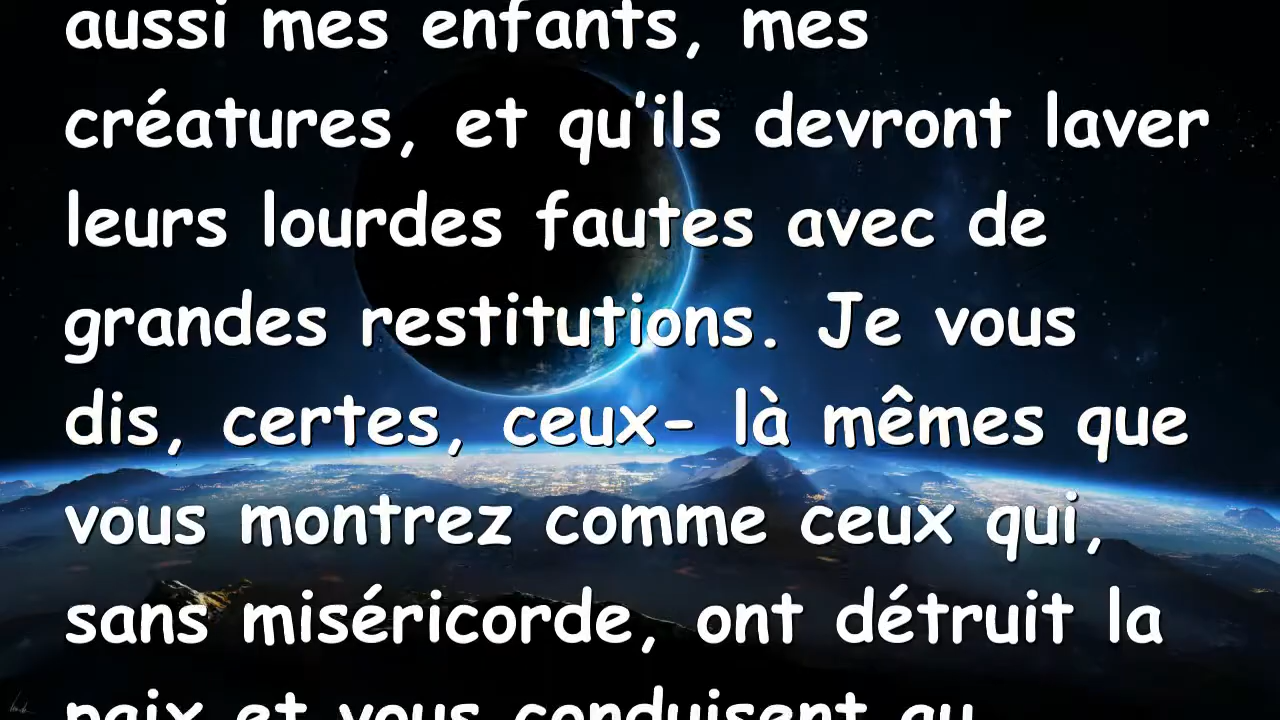 aussi mes enfants, mes
créatures, et qu'ils devront laver
leurs lourdes fautes avec de
grandes restitutions. Je vous
dis, certes, ceux- là mêmes que
vous montrez comme ceux qui,
sans miséricorde, ont détruit la
paix et vous conduisent au